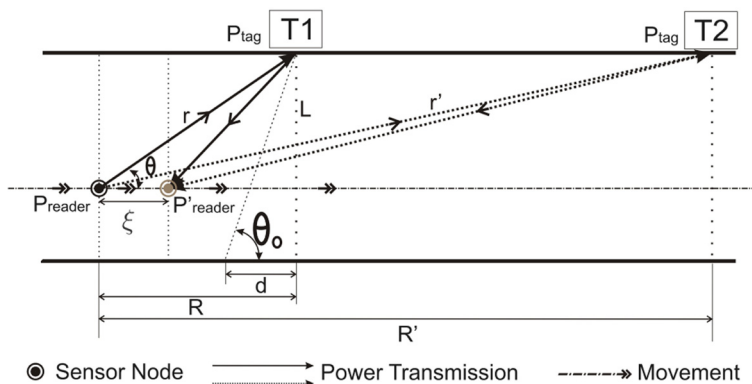 Ptag T1 Ptag T2
r r’ L
θ
Preader ξ P’reader
θo
d
R
R’
Sensor Node Power Transmission Movement